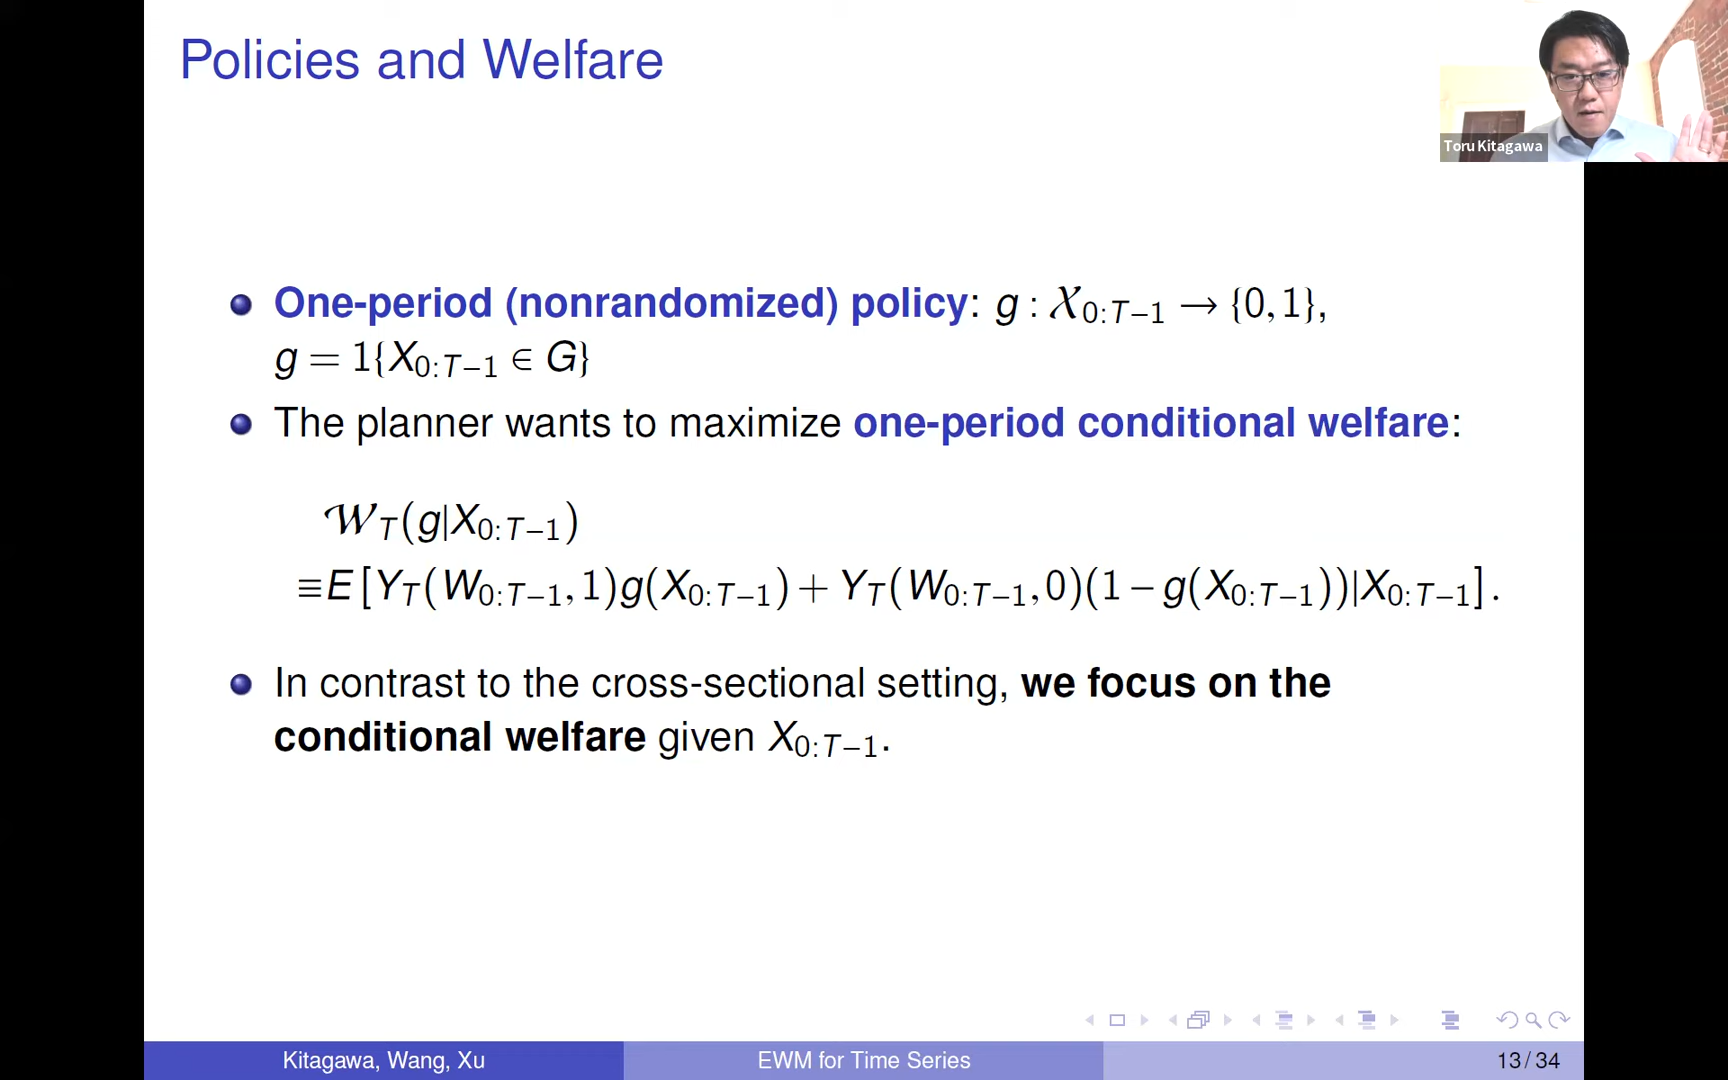 Policies and Welfare
Toru Kitagawa
One-period (nonrandomized) policy: g : 𝒳₀:T−1 → {0, 1},
g = 1{X₀:T−1 ∈ G}
The planner wants to maximize one-period conditional welfare:
𝒲T(g|X₀:T−1)
≡E[YT(W₀:T−1, 1)g(X₀:T−1) + YT(W₀:T−1, 0)(1 − g(X₀:T−1))|X₀:T−1].
In contrast to the cross-sectional setting, we focus on the
conditional welfare given X₀:T−1.
Kitagawa, Wang, Xu
EWM for Time Series
13 / 34